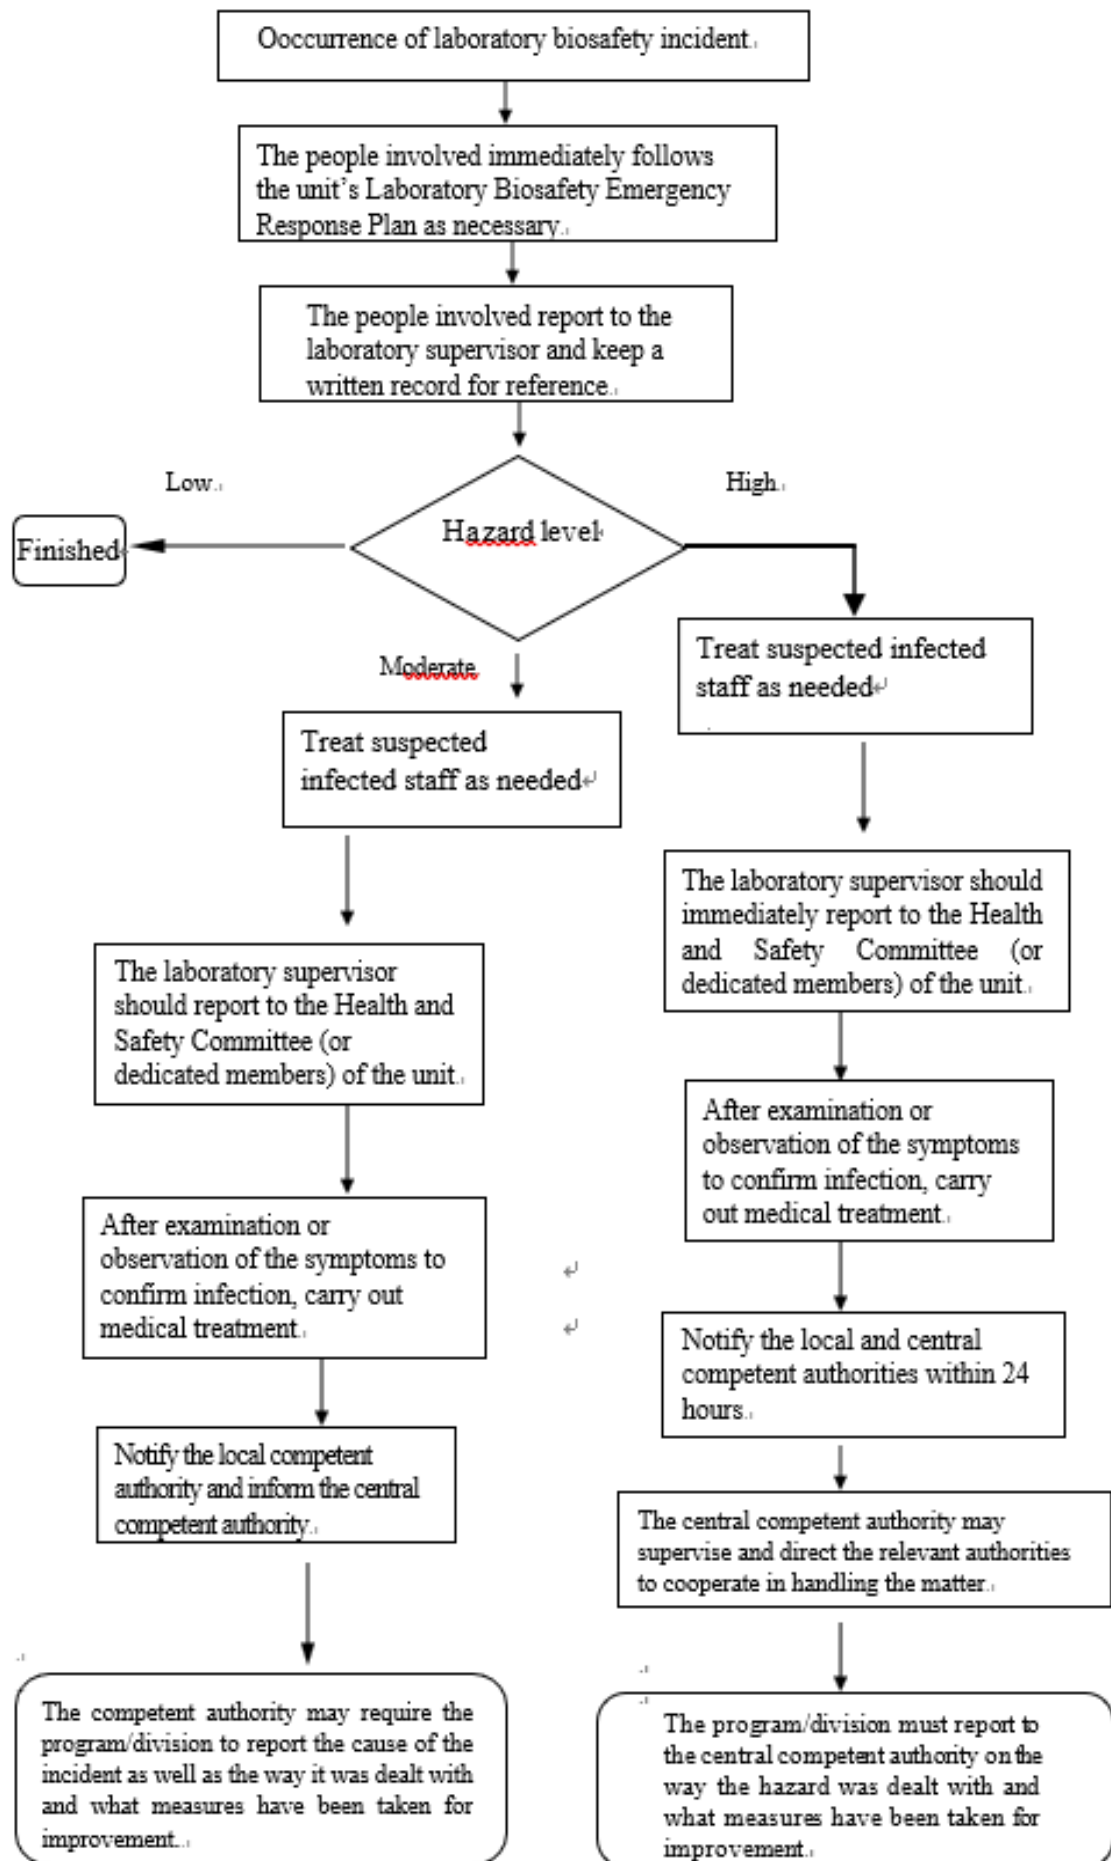 Ooccurrence of laboratory biosafety incident.
The people involved immediately follows
the unit's Laboratory Biosafety Emergency
Response Plan as necessary.
The people involved report to the
laboratory supervisor and keep a
written record for reference.
Low.
High.
Hazard level
Finished
Moderate
Treat suspected infected
staff as needed
Treat suspected
infected staff as needed
The laboratory supervisor should
immediately report to the Health
and Safety Committee (or
dedicated members) of the unit.
The laboratory supervisor
should report to the Health and
Safety Committee (or
dedicated members) of the unit.
After examination or
observation of the symptoms
to confirm infection, carry
out medical treatment.
After examination or
observation of the symptoms to
confirm infection, carry out
medical treatment.
Notify the local and central
competent authorities within 24
hours.
Notify the local competent
authority and inform the central
competent authority.
The central competent authority may
supervise and direct the relevant authorities
to cooperate in handling the matter.
The competent authority may require the
program/division to report the cause of the
incident as well as the way it was dealt with
and what measures have been taken for
improvement..
The program/division must report to
the central competent authority on the
way the hazard was dealt with and
what measures have been taken for
improvement.